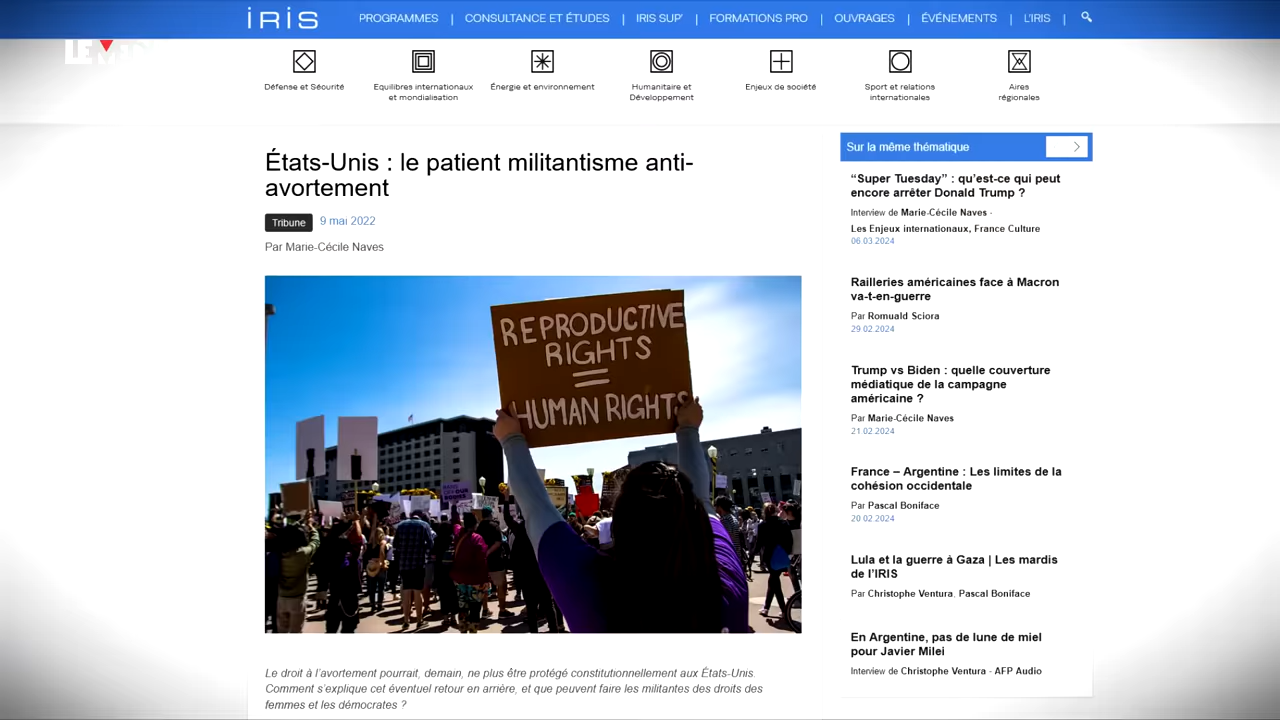 IRIS
PROGRAMMES | CONSULTANCE ET ÉTUDES | IRIS SUP' | FORMATIONS PRO | OUVRAGES | ÉVÉNEMENTS | L'IRIS |
LE
Défense et Sécurité
Equilibres internationaux
et mondialisation
Énergie et environnement
Humanitaire et
Développement
Enjeux de société
Sport et relations
internationales
Aires
régionales
États-Unis : le patient militantisme anti-
avortement
Tribune 9 mai 2022
Par Marie-Cécile Naves
REPRODUCTIVE
RIGHTS
=
HUMAN RIGHTS
Le droit à l'avortement pourrait, demain, ne plus être protégé constitutionnellement aux États-Unis.
Comment s'explique cet éventuel retour en arrière, et que peuvent faire les militantes des droits des
femmes et les démocrates ?
Sur la même thématique
“Super Tuesday” : qu’est-ce qui peut
encore arrêter Donald Trump ?
Interview de Marie-Cécile Naves -
Les Enjeux internationaux, France Culture
06.03.2024
Railleries américaines face à Macron
va-t-en-guerre
Par Romuald Sciora
29.02.2024
Trump vs Biden : quelle couverture
médiatique de la campagne
américaine ?
Par Marie-Cécile Naves
21.02.2024
France – Argentine : Les limites de la
cohésion occidentale
Par Pascal Boniface
20.02.2024
Lula et la guerre à Gaza | Les mardis
de l’IRIS
Par Christophe Ventura, Pascal Boniface
En Argentine, pas de lune de miel
pour Javier Milei
Interview de Christophe Ventura - AFP Audio